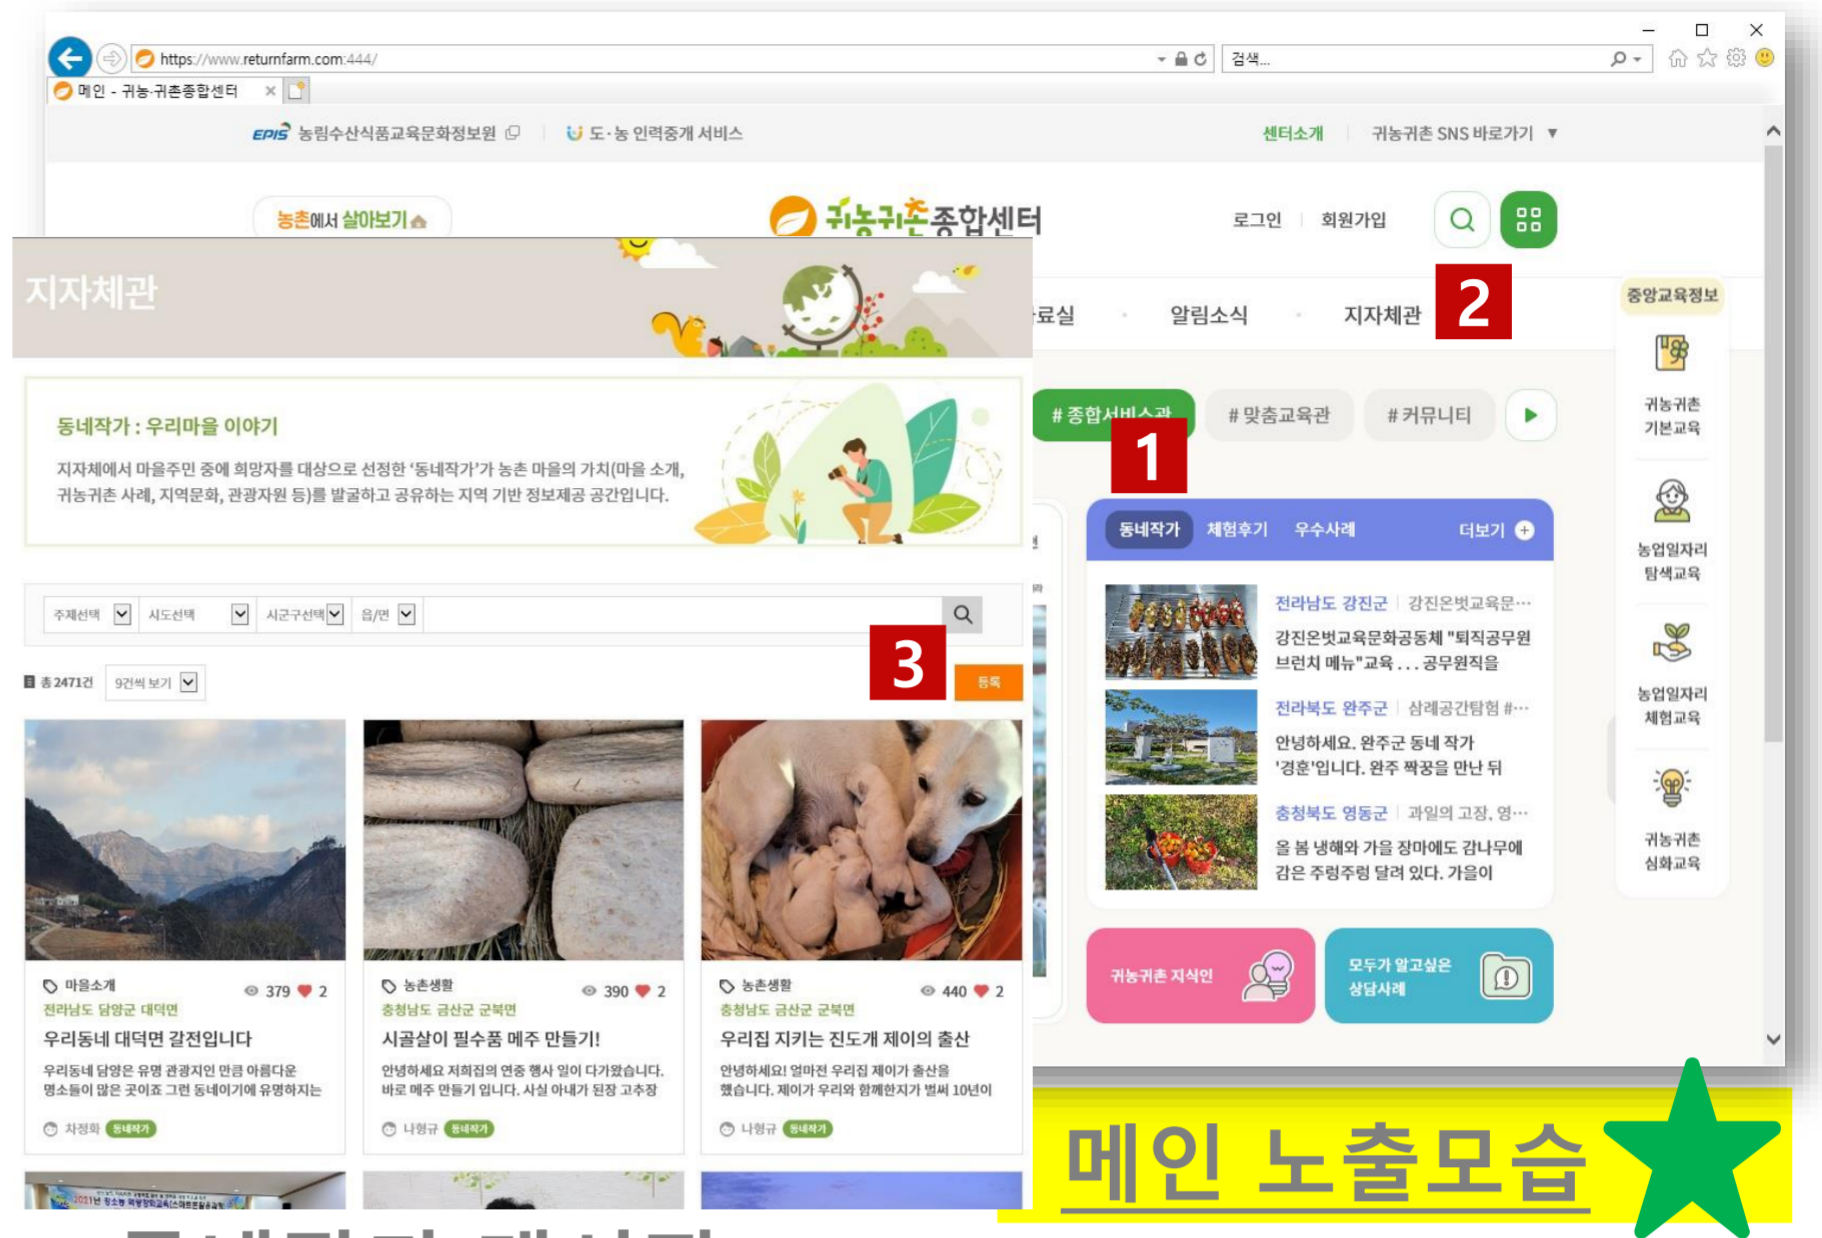 https://www.returnfarm.com:444/
검색...
메인 - 귀농·귀촌종합센터
EPIS 농림수산식품교육문화정보원
도·농 인력중개 서비스
센터소개
귀농귀촌 SNS 바로가기 ▼
농촌에서 살아보기
귀농귀촌종합센터
로그인
회원가입
2
료실
알림소식
지자체관
지자체관
동네작가 : 우리마을 이야기
지자체에서 마을주민 중에 희망자를 대상으로 선정한 ‘동네작가’가 농촌 마을의 가치(마을 소개,
귀농귀촌 사례, 지역문화, 관광자원 등)를 발굴하고 공유하는 지역 기반 정보제공 공간입니다.
주제선택
시도선택
시군구선택
읍/면
3
총 2471건
9건씩 보기
등록
마을소개
379
2
전라남도 담양군 대덕면
우리동네 대덕면 갈전입니다
우리동네 담양은 유명 관광지인 만큼 아름다운
명소들이 많은 곳이죠 그런 동네이기에 유명하지는
차정화 동네작가
농촌생활
390
2
충청남도 금산군 군북면
시골살이 필수품 메주 만들기!
안녕하세요 저희집의 연중 행사 일이 다가왔습니다.
바로 메주 만들기 입니다. 사실 아내가 된장 고추장
나형규 동네작가
농촌생활
440
2
충청남도 금산군 군북면
우리집 지키는 진도개 제이의 출산
안녕하세요! 얼마전 우리집 제이가 출산을
했습니다. 제이가 우리와 함께한지가 벌써 10년이
나형규 동네작가
# 종합서비스관
# 맞춤교육관
# 커뮤니티
1
동네작가
체험후기
우수사례
더보기
전라남도 강진군
강진온벗교육문…
강진온벗교육문화공동체 "퇴직공무원
브런치 메뉴"교육 . . . 공무원직을
전라북도 완주군
삼례공간탐험 #…
안녕하세요. 완주군 동네 작가
'경훈'입니다. 완주 짝꿍을 만난 뒤
충청북도 영동군
과일의 고장, 영…
올 봄 냉해와 가을 장마에도 감나무에
감은 주렁주렁 달려 있다. 가을이
귀농귀촌 지식인
모두가 알고싶은
상담사례
중앙교육정보
귀농귀촌
기본교육
농업일자리
탐색교육
농업일자리
체험교육
귀농귀촌
심화교육
메인 노출모습